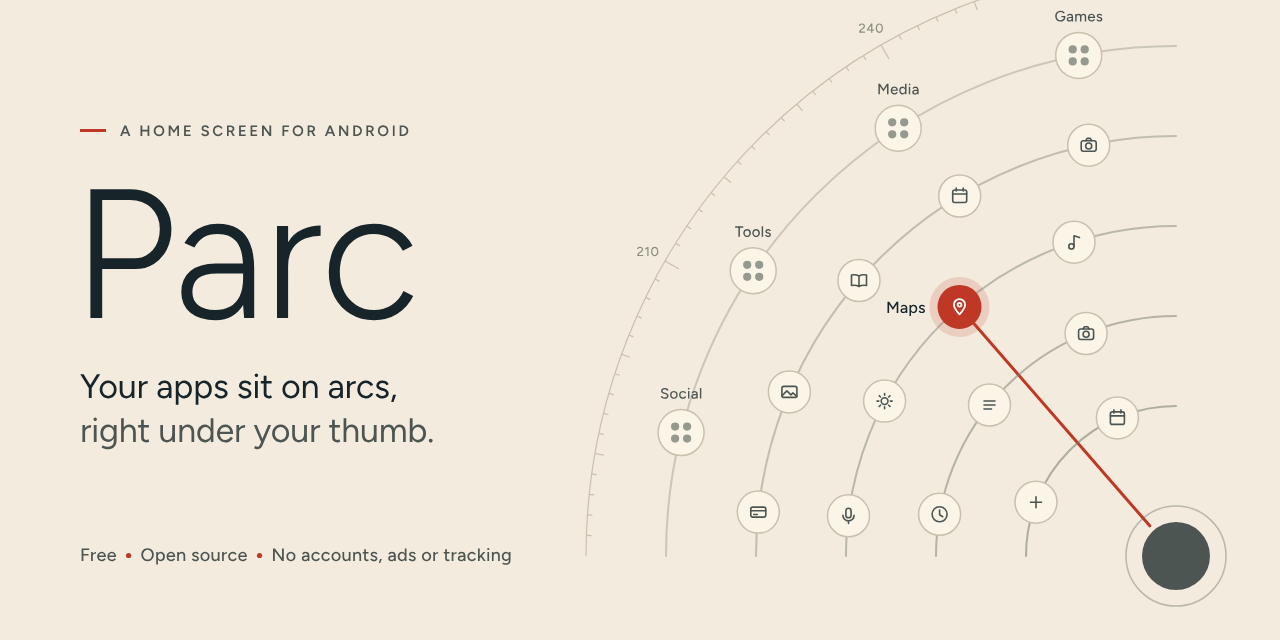 A HOME SCREEN FOR ANDROID
Parc
Your apps sit on arcs,
right under your thumb.
Free • Open source • No accounts, ads or tracking
Games
240
Media
Tools
210
Maps
Social